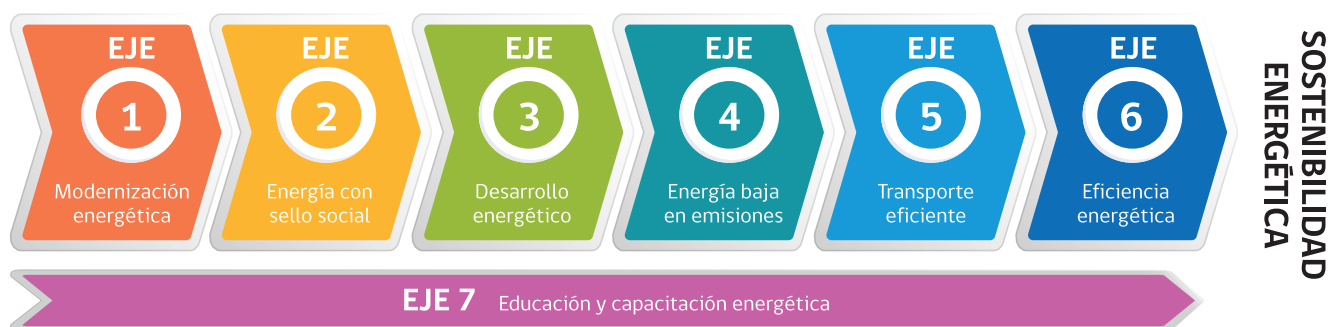 EJE
1
Modernización
energética
EJE
2
Energía con
sello social
EJE
3
Desarrollo
energético
EJE
4
Energía baja
en emisiones
EJE
5
Transporte
eficiente
EJE
6
Eficiencia
energética
EJE 7 Educación y capacitación energética
SOSTENIBILIDAD
ENERGÉTICA